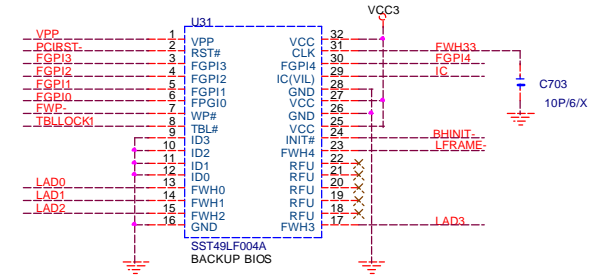 VCC3
U31
VPP 1 VPP VCC 32
PCIRST- 2 RST# CLK 31 FWH33
FGPI3 3 FGPI3 FGPI4 30 FGPI4
FGPI2 4 FGPI2 IC(VIL) 29 IC
FGPI1 5 FGPI1 GND 28
FGPI0 6 FPGI0 VCC 27
FWP- 7 WP# GND 26
TBLLOCK1 8 TBL# VCC 25
9 ID3 INIT# 24 BHINIT-
10 ID2 FWH4 23 LFRAME-
11 ID1 RFU 22
12 ID0 RFU 21
LAD0 13 FWH0 RFU 20
LAD1 14 FWH1 RFU 19
LAD2 15 FWH2 RFU 18
16 GND FWH3 17 LAD3
C703
10P/6/X
SST49LF004A
BACKUP BIOS